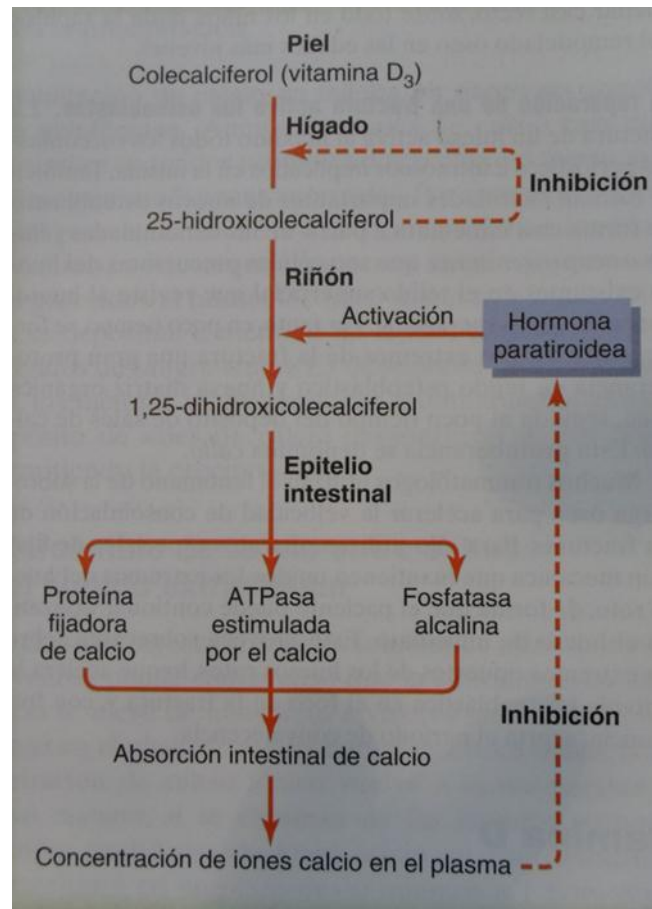 Piel
Colecalciferol (vitamina D3)
Hígado
Inhibición
25-hidroxicolecalciferol
Riñón
Activación
Hormona
paratiroidea
1,25-dihidroxicolecalciferol
Epitelio
intestinal
Proteína
fijadora
de calcio
ATPasa
estimulada
por el calcio
Fosfatasa
alcalina
Inhibición
Absorción intestinal de calcio
Concentración de iones calcio en el plasma